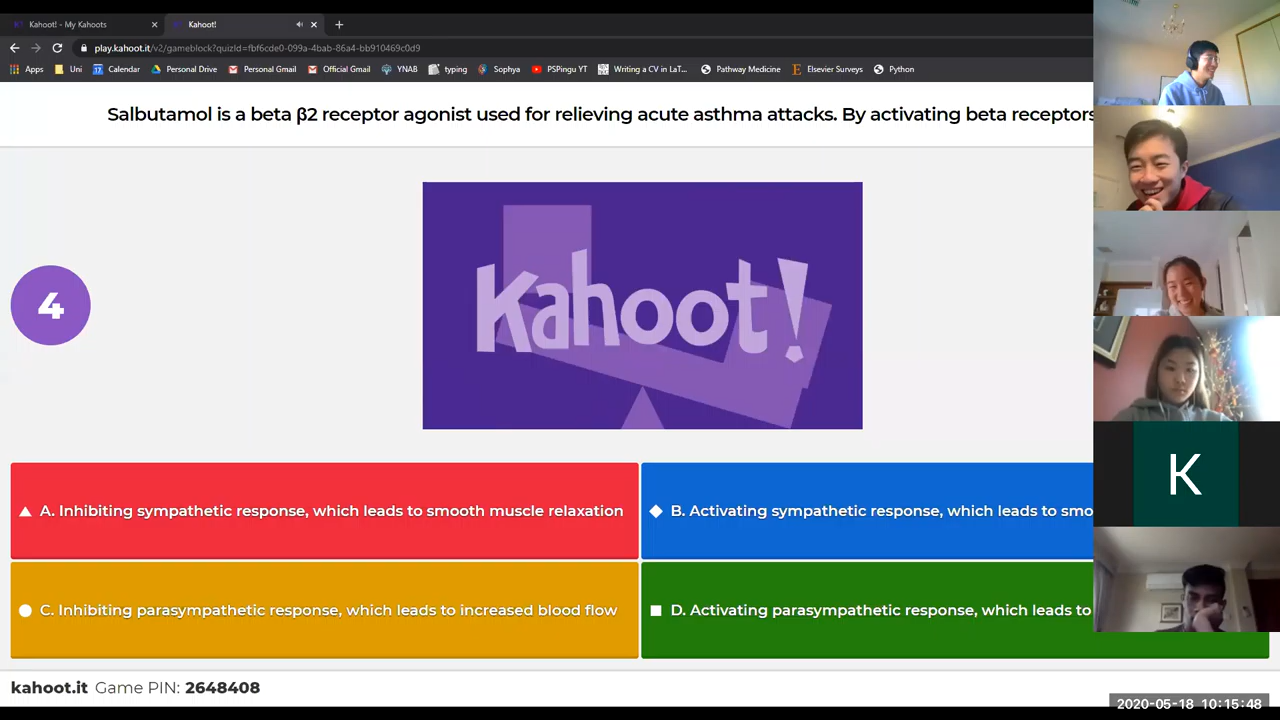 Kahoot! - My Kahoots
Kahoot!
play.kahoot.it/v2/gameblock?quizId=fbf6cde0-099a-4bab-86a4-bb910469c0d9
Apps Uni Calendar Personal Drive Personal Gmail Official Gmail YNAB typing Sophya PSPingu YT Writing a CV in LaT... Pathway Medicine Elsevier Surveys Python
Salbutamol is a beta β2 receptor agonist used for relieving acute asthma attacks. By activating beta receptors
4
Kahoot!
A. Inhibiting sympathetic response, which leads to smooth muscle relaxation
B. Activating sympathetic response, which leads to smo
C. Inhibiting parasympathetic response, which leads to increased blood flow
D. Activating parasympathetic response, which leads to
K
kahoot.it Game PIN: 2648408
2020-05-18 10:15:48